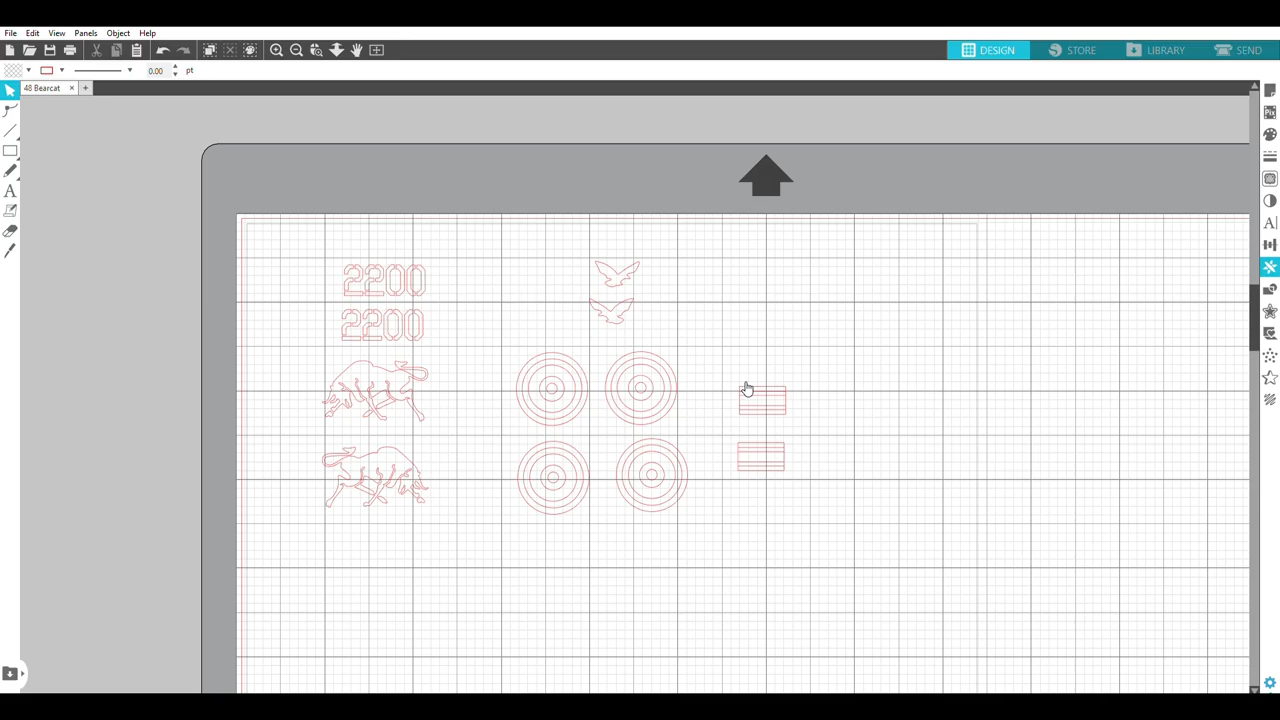 File Edit View Panels Object Help
DESIGN STORE LIBRARY SEND
0.00 pt
48 Bearcat
2200
2200